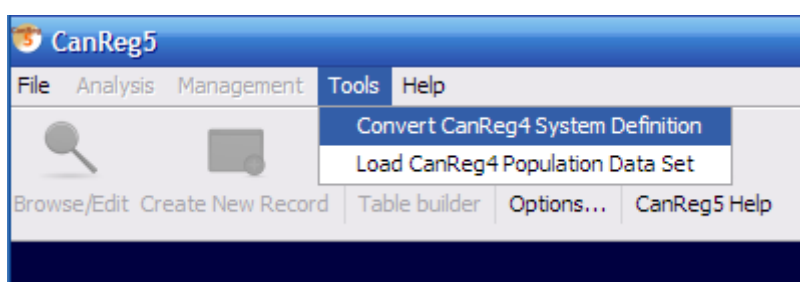 CanReg5
File Analysis Management Tools Help
Convert CanReg4 System Definition
Load CanReg4 Population Data Set
Browse/Edit Create New Record Table builder Options... CanReg5 Help